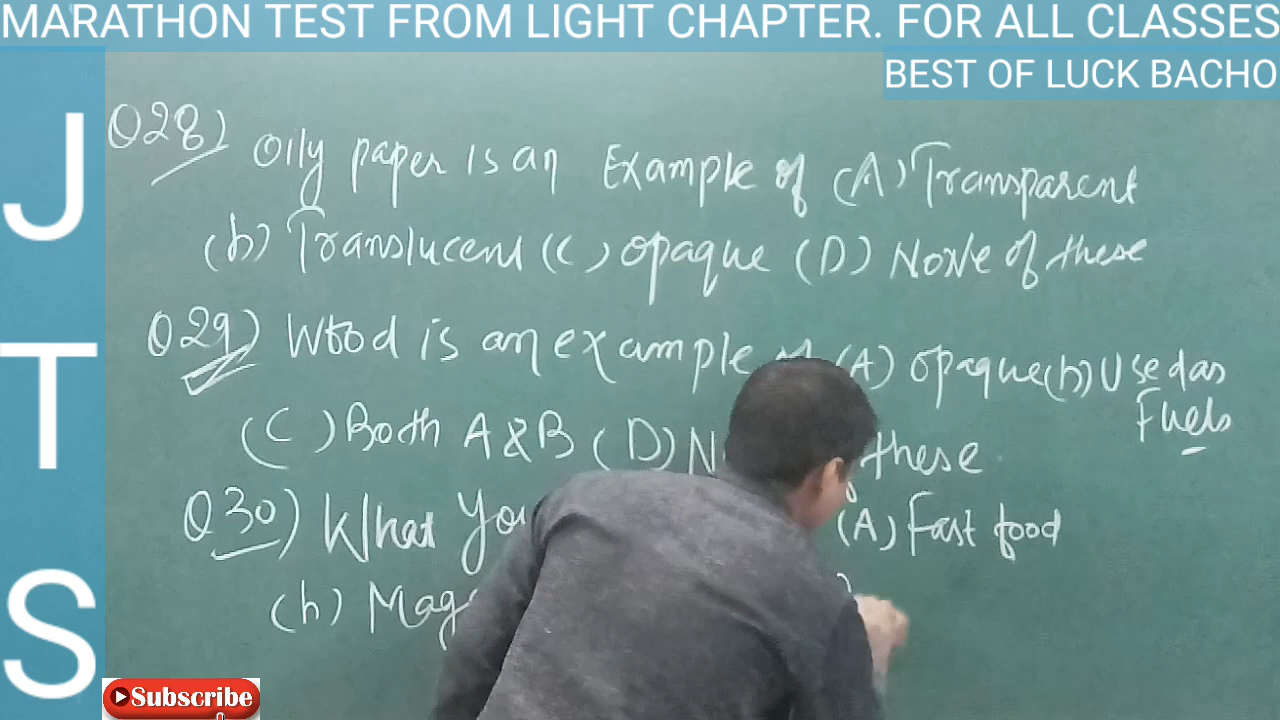 MARATHON TEST FROM LIGHT CHAPTER. FOR ALL CLASSES
BEST OF LUCK BACHO
JTS
Q28) Oily paper is an Example of (A) Transparent
(b) Translucent (C) opaque (D) None of these
Q29) Wood is an example (A) opaque (b) Used as
Fuels
(C) Both A & B (D) these
Q30) What You (A) Fast food
(b)
Subscribe